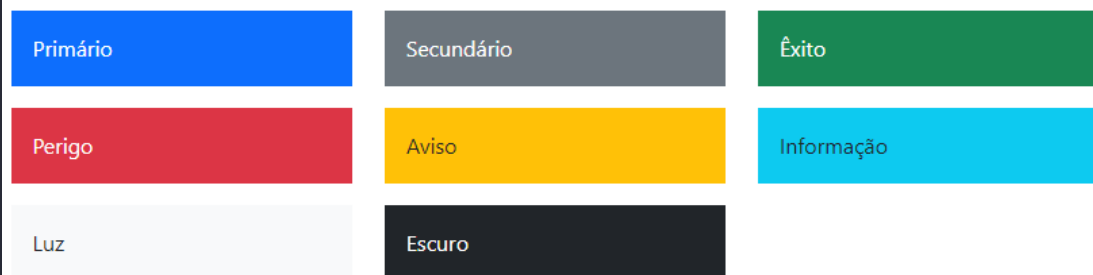 Primário
Secundário
Êxito
Perigo
Aviso
Informação
Luz
Escuro